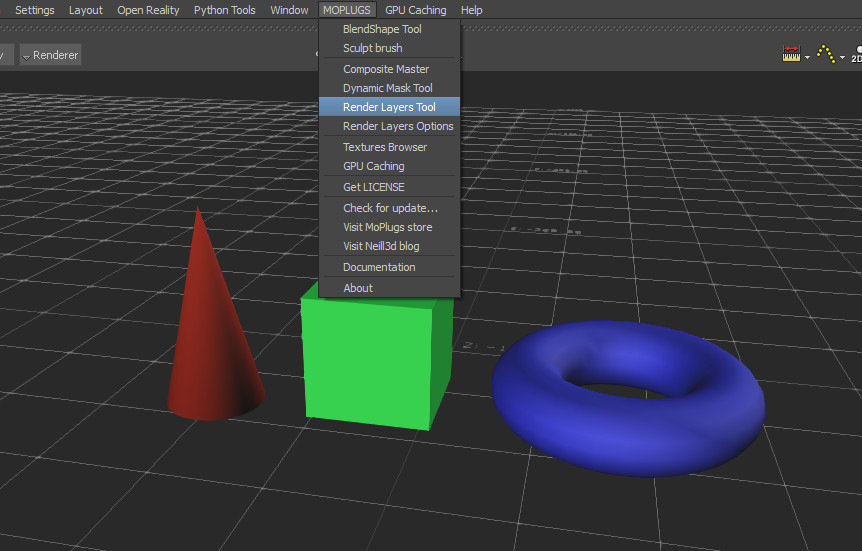 Settings Layout Open Reality Python Tools Window MOPLUGS GPU Caching Help
BlendShape Tool
Sculpt brush
Renderer
Composite Master
Dynamic Mask Tool
Render Layers Tool
Render Layers Options
Textures Browser
GPU Caching
Get LICENSE
Check for update...
Visit MoPlugs store
Visit Neill3d blog
Documentation
About